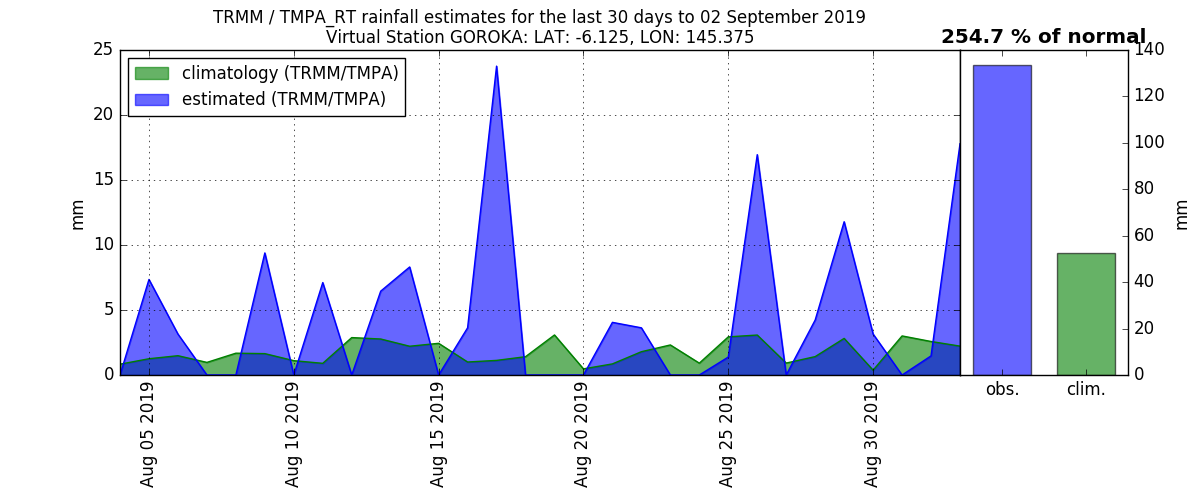 TRMM / TMPA_RT rainfall estimates for the last 30 days to 02 September 2019
Virtual Station GOROKA: LAT: -6.125, LON: 145.375
254.7 % of normal
climatology (TRMM/TMPA)
estimated (TRMM/TMPA)
25
20
15
10
5
0
mm
Aug 05 2019
Aug 10 2019
Aug 15 2019
Aug 20 2019
Aug 25 2019
Aug 30 2019
140
120
100
80
60
40
20
0
mm
obs.
clim.